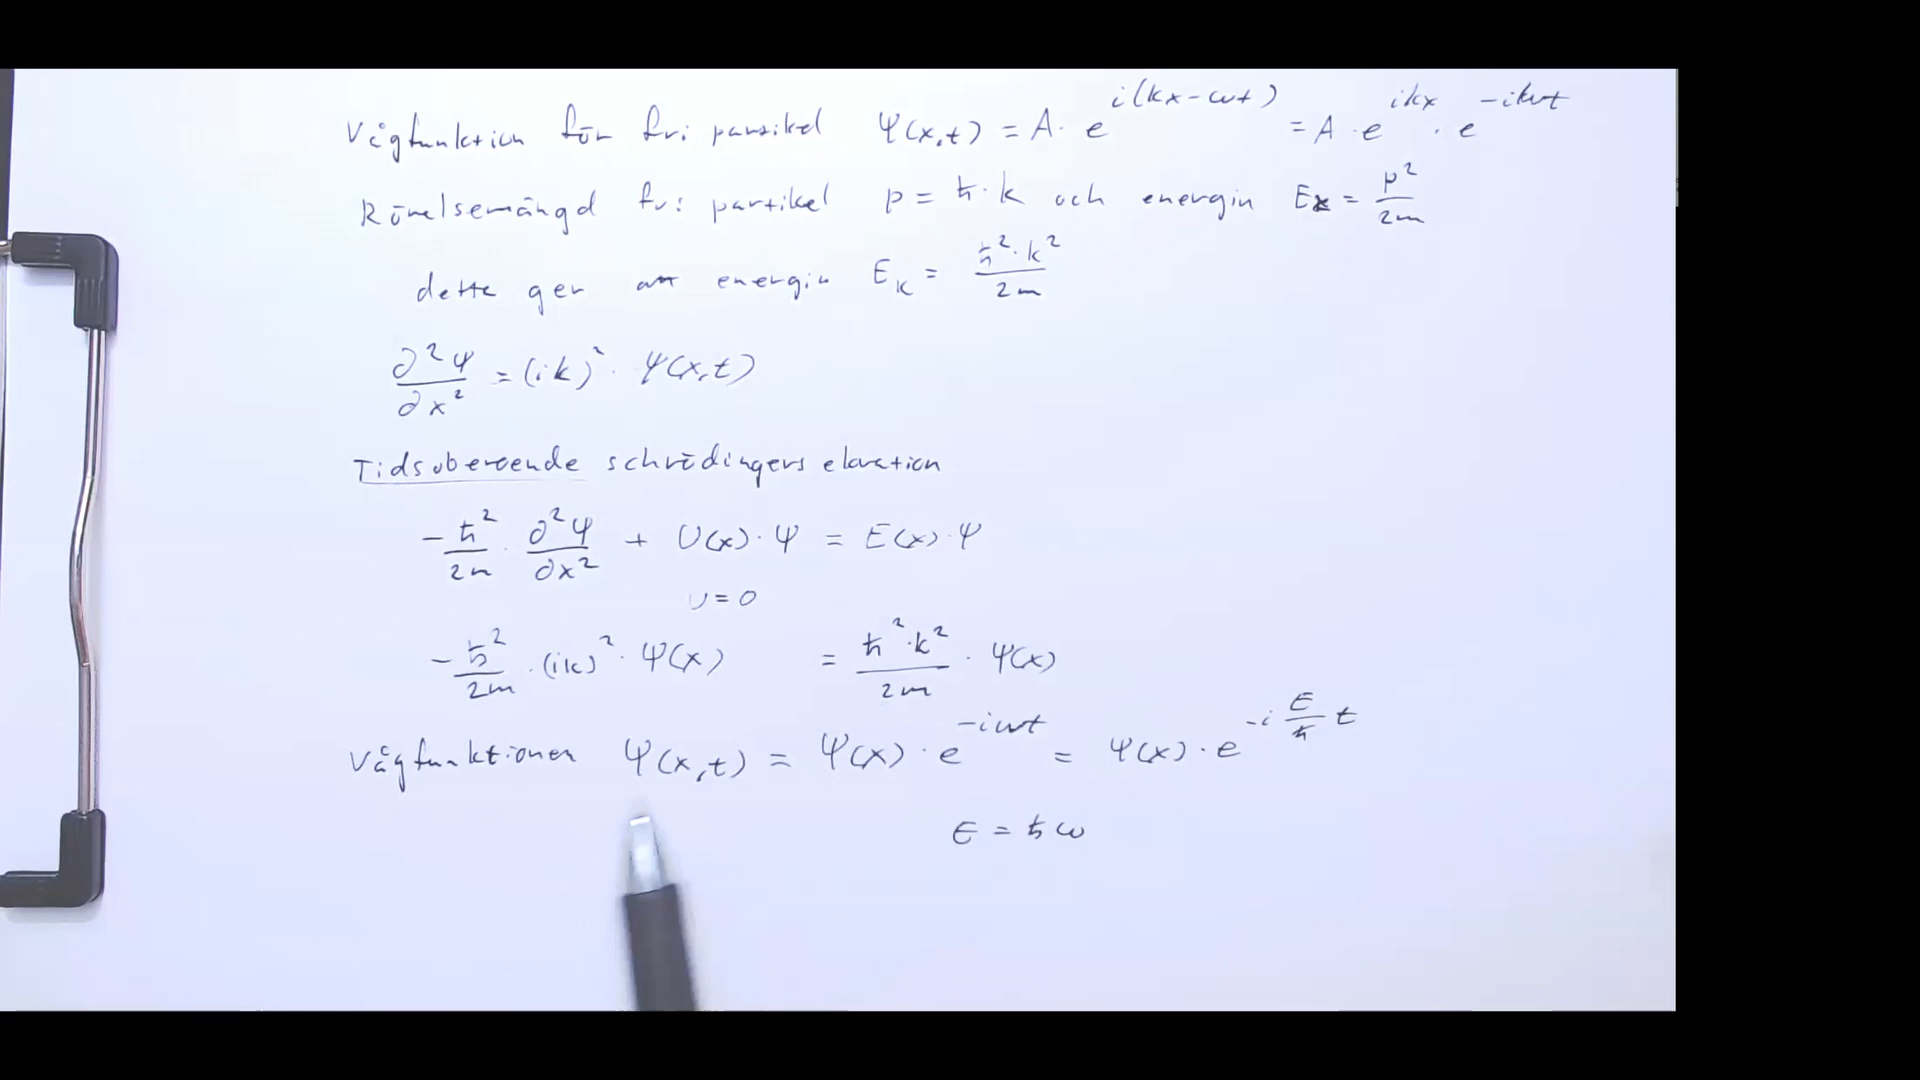 Vågfunktion för fri partikel Ψ(x,t) = A· e^{i(kx-ωt)} = A·e^{ikx} · e^{-iωt}
Rörelsemängd fri partikel p = ħ·k och energin E_K = p²/2m
detta ger att energin E_K = ħ²·k²/2m
∂²Ψ/∂x² = (ik)² · Ψ(x,t)
Tidsoberoende schrödingers ekvation
-ħ²/2m · ∂²Ψ/∂x² + U(x)·Ψ = E(x)·Ψ
U=0
-ħ²/2m ·(ik)²· Ψ(x) = ħ²·k²/2m · Ψ(x)
Vågfunktionen Ψ(x,t) = Ψ(x)·e^{-iωt} = Ψ(x)·e^{-i E/ħ t}
E = ħω